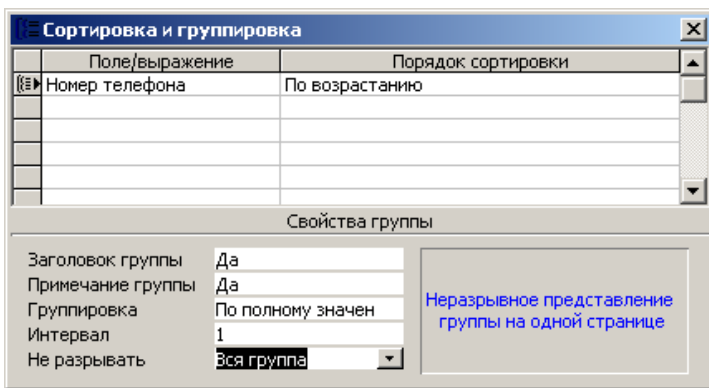 Сортировка и группировка
Поле/выражение Порядок сортировки
Номер телефона По возрастанию
Свойства группы
Заголовок группы Да
Примечание группы Да
Группировка По полному значен
Интервал 1
Не разрывать Вся группа
Неразрывное представление
группы на одной странице